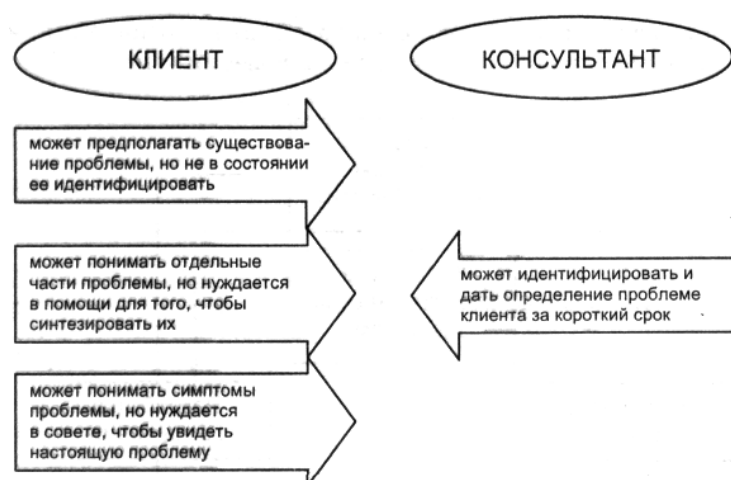 КЛИЕНТ
КОНСУЛЬТАНТ
может предполагать существова-
ние проблемы, но не в состоянии
ее идентифицировать
может понимать отдельные
части проблемы, но нуждается
в помощи для того, чтобы
синтезировать их
может идентифицировать и
дать определение проблеме
клиента за короткий срок
может понимать симптомы
проблемы, но нуждается
в совете, чтобы увидеть
настоящую проблему